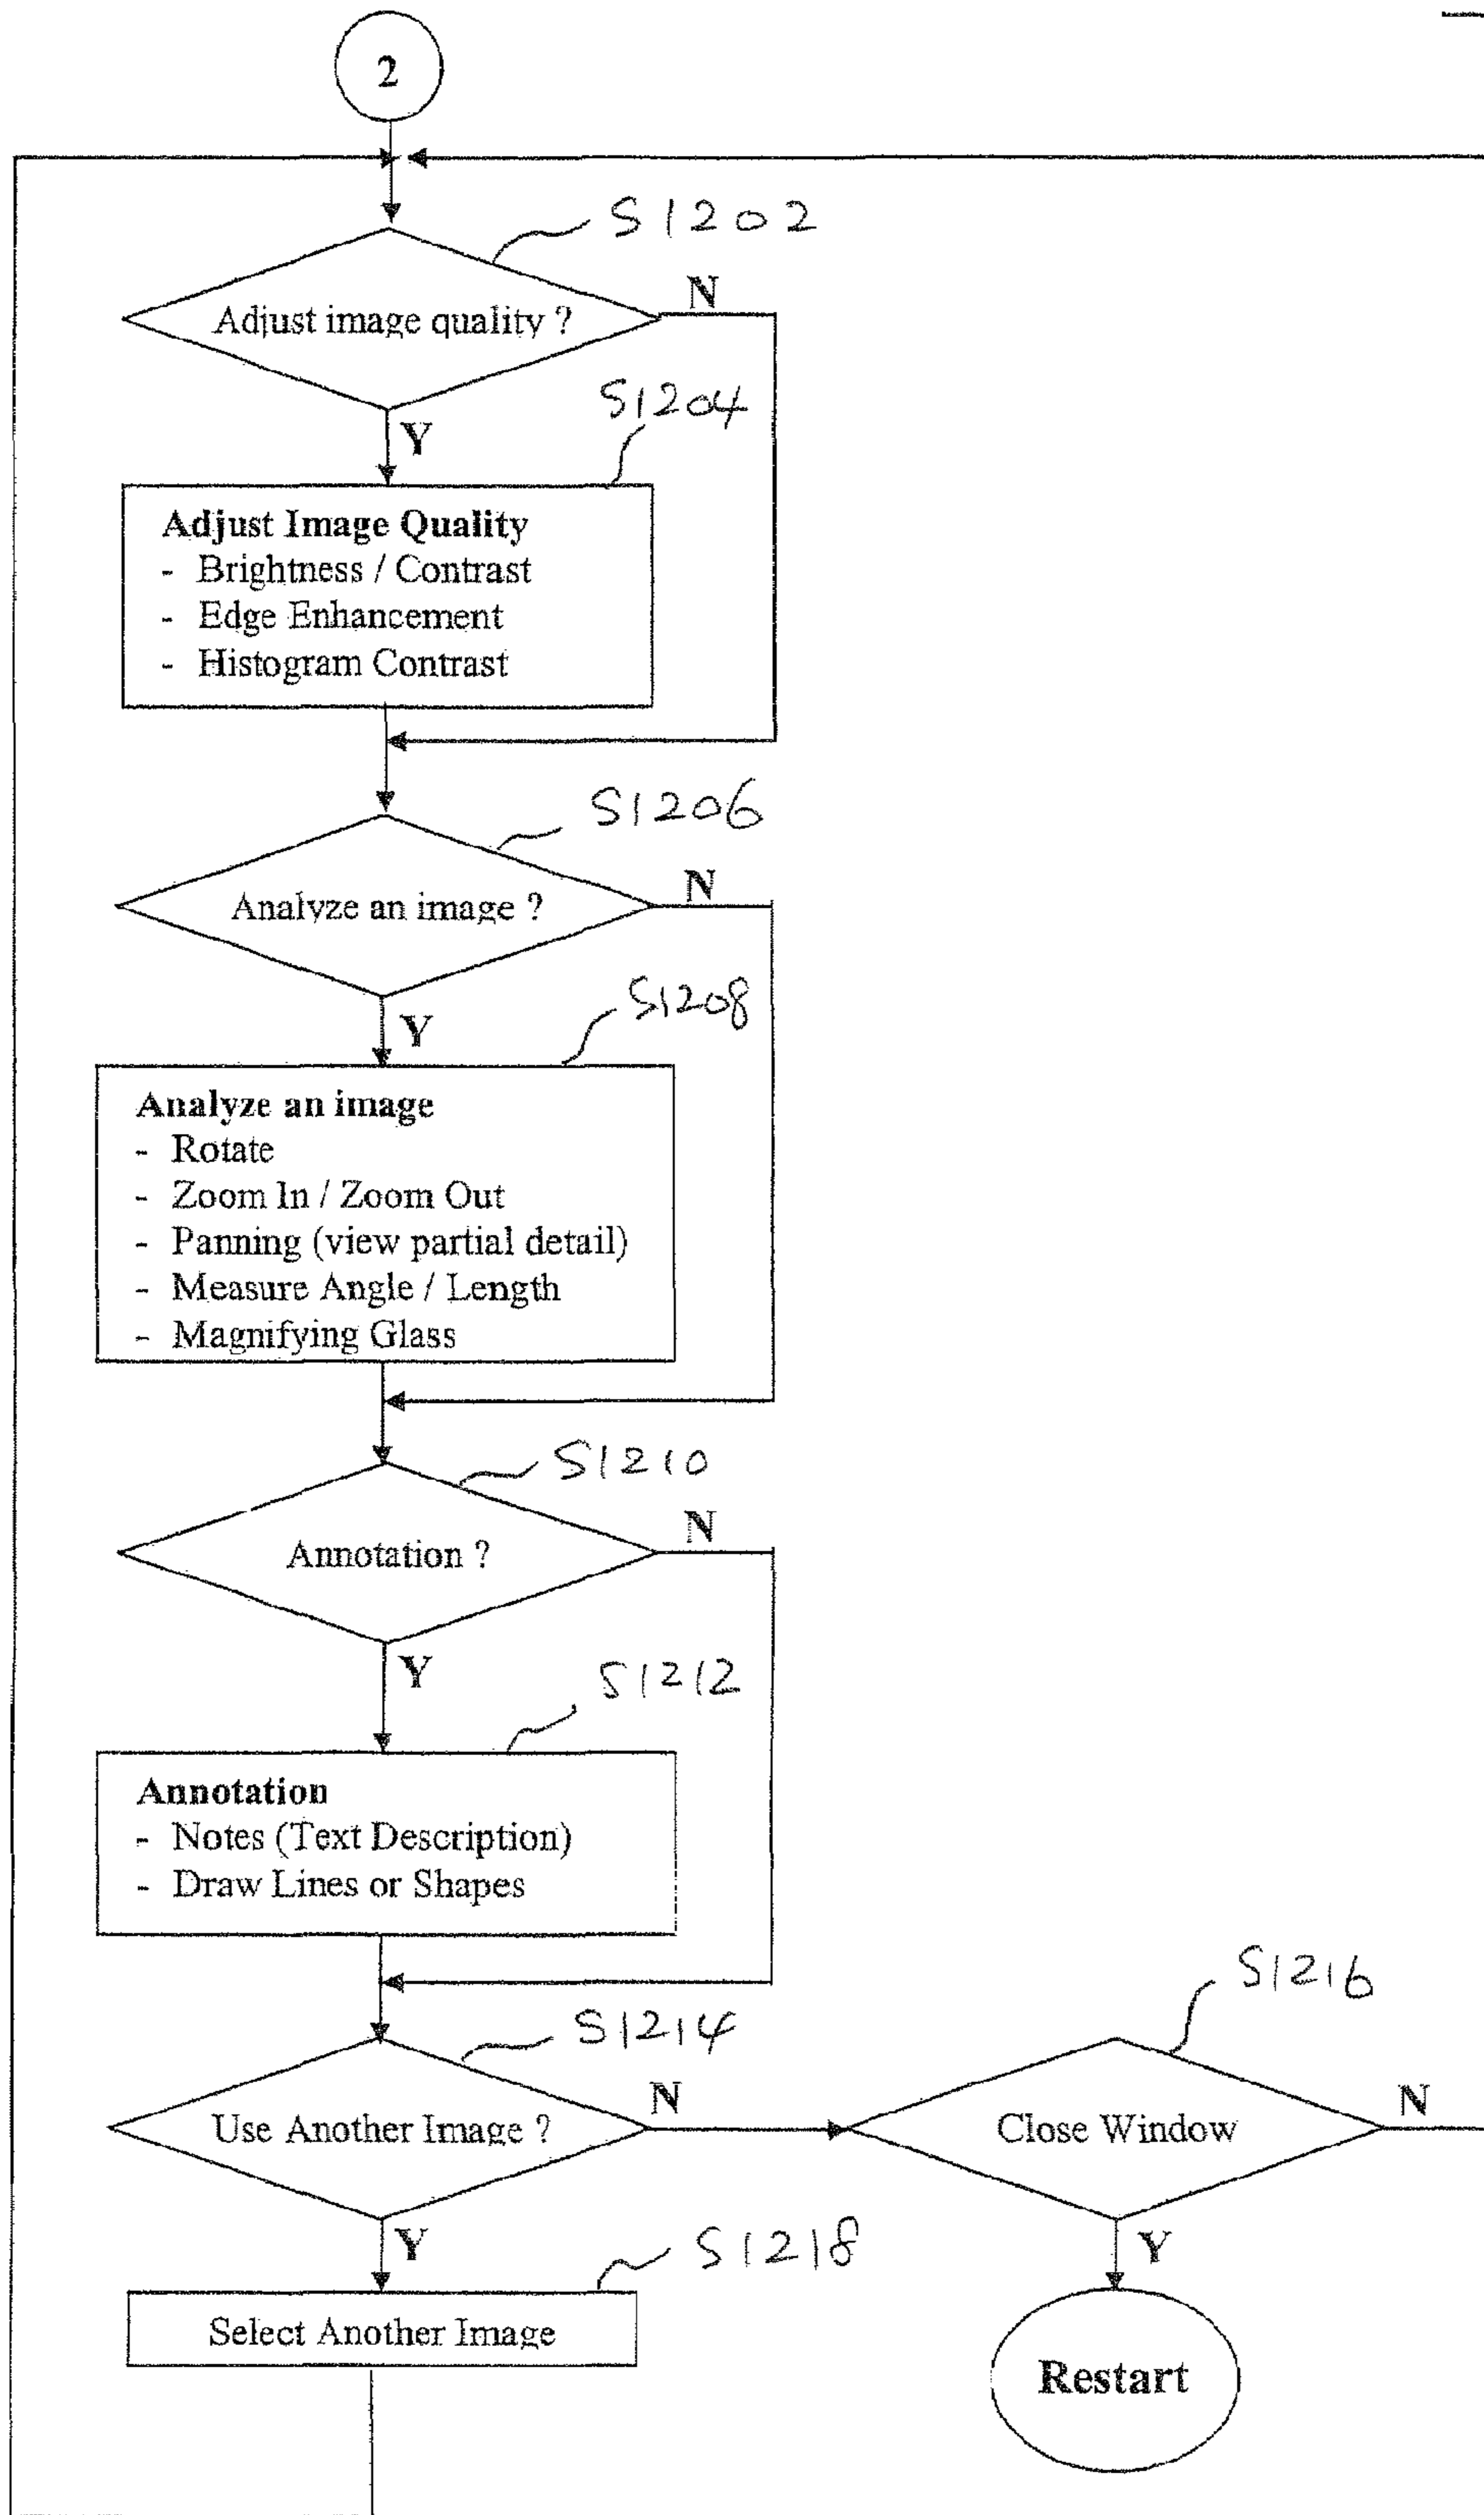 2
S1202
Adjust image quality ?
N
Y
S1204
Adjust Image Quality
- Brightness / Contrast
- Edge Enhancement
- Histogram Contrast
S1206
Analyze an image ?
N
Y
S1208
Analyze an image
- Rotate
- Zoom In / Zoom Out
- Panning (view partial detail)
- Measure Angle / Length
- Magnifying Glass
S1210
Annotation ?
N
Y
S1212
Annotation
- Notes (Text Description)
- Draw Lines or Shapes
S1214
Use Another Image ?
N
Y
S1216
Close Window
N
Y
S1218
Select Another Image
Restart